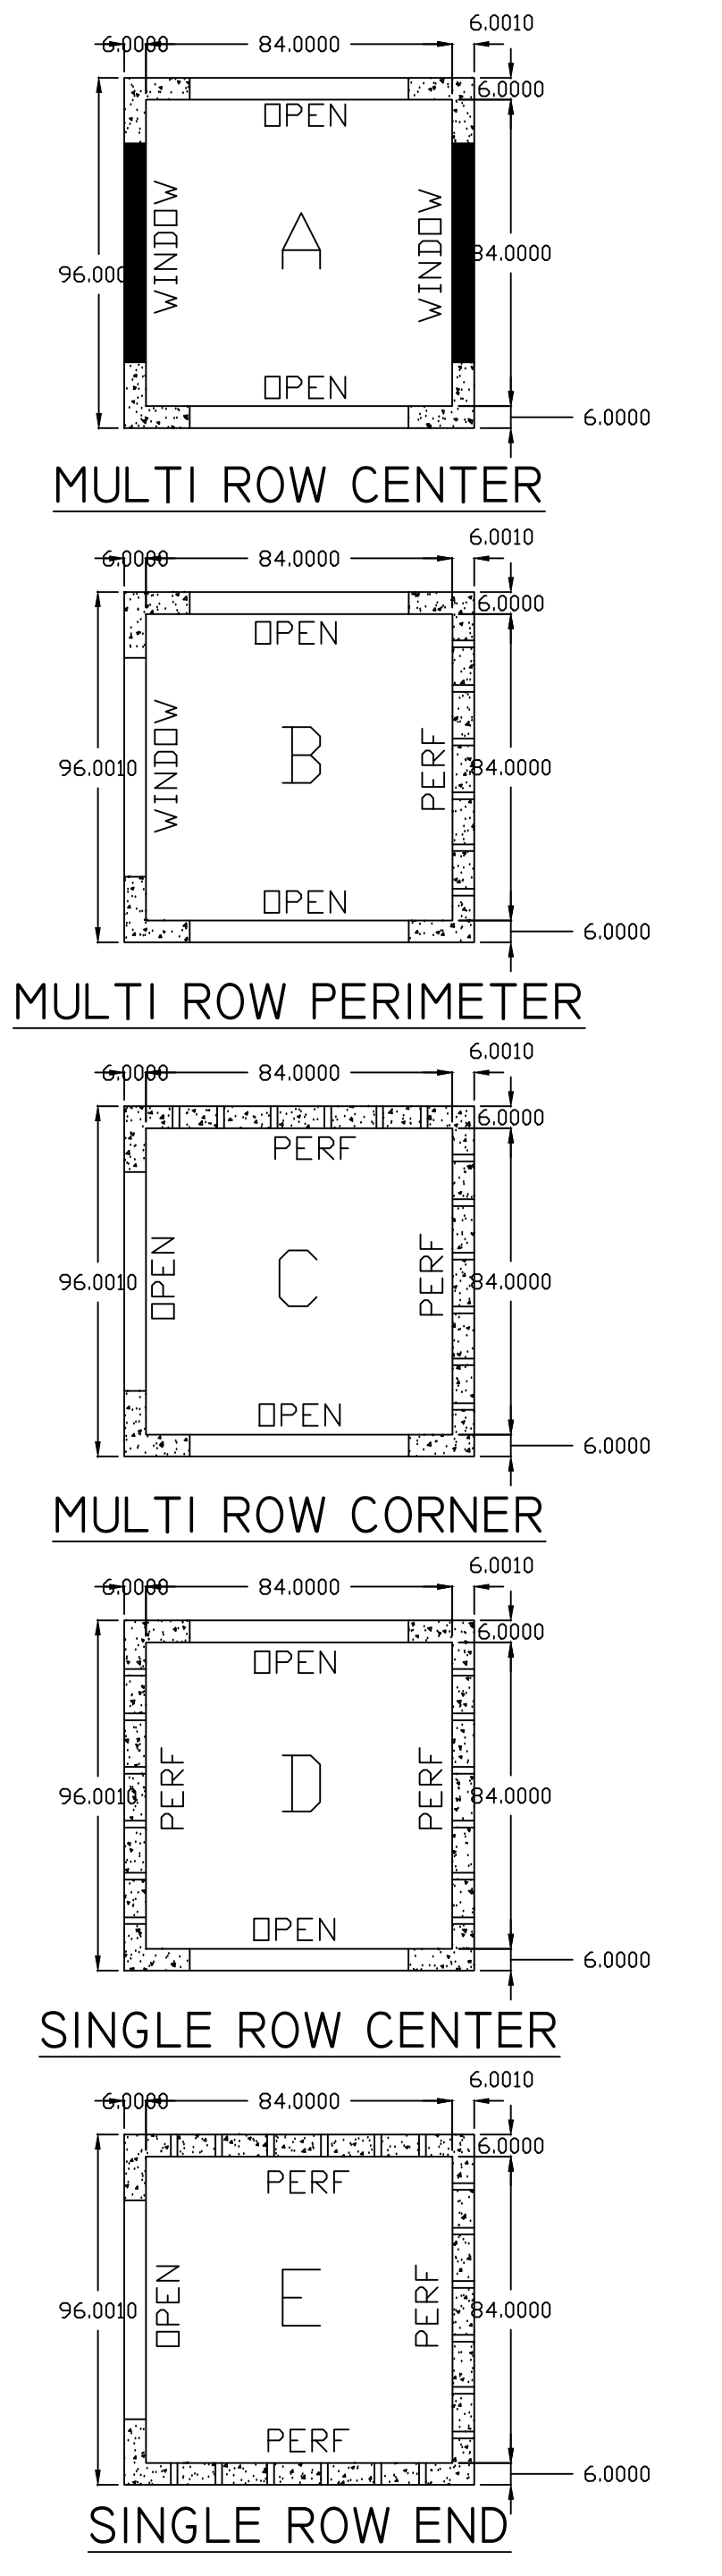 6.0010
6.0000 84.0000
6.0000
OPEN
WINDOW
A
WINDOW
96.000
84.0000
OPEN
6.0000
MULTI ROW CENTER
6.0010
6.0000 84.0000
6.0000
OPEN
WINDOW
B
PERF
96.0010
84.0000
OPEN
6.0000
MULTI ROW PERIMETER
6.0010
6.0000 84.0000
6.0000
PERF
OPEN
C
PERF
96.0010
84.0000
OPEN
6.0000
MULTI ROW CORNER
6.0010
6.0000 84.0000
6.0000
OPEN
PERF
D
PERF
96.0010
84.0000
OPEN
6.0000
SINGLE ROW CENTER
6.0010
6.0000 84.0000
6.0000
PERF
OPEN
E
PERF
96.0010
84.0000
PERF
6.0000
SINGLE ROW END